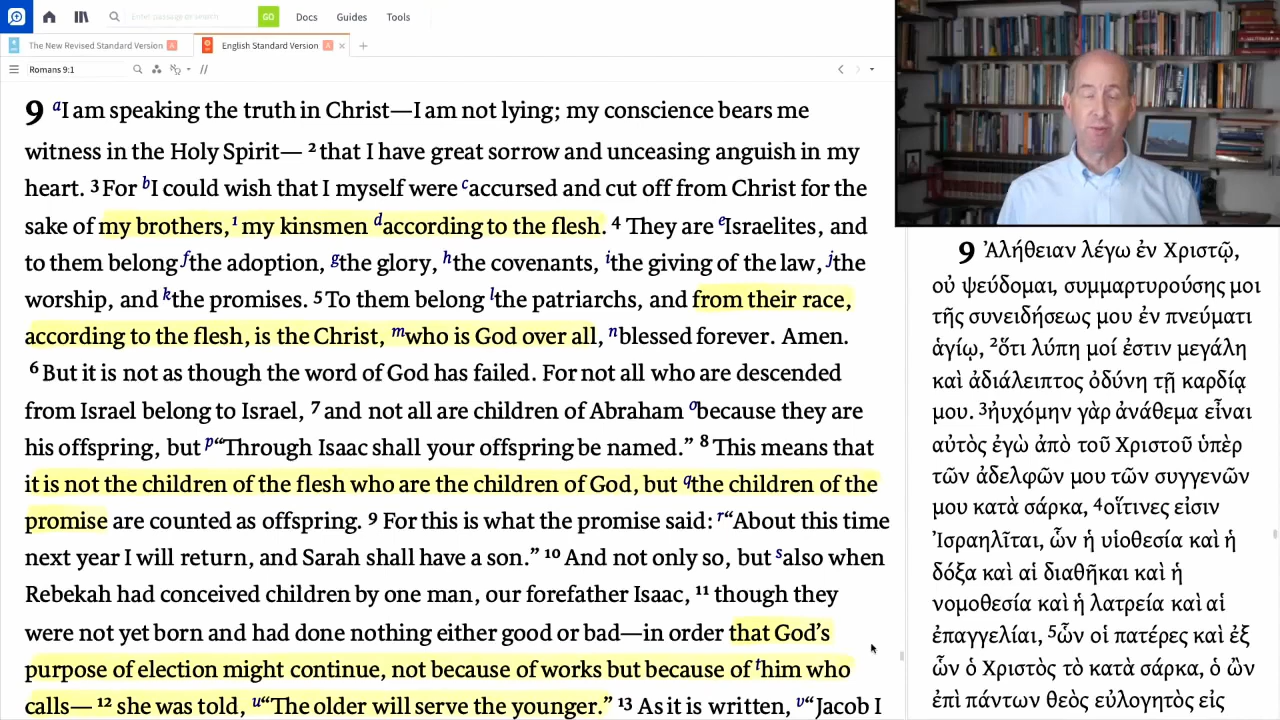 Enter passage or search
GO
Docs
Guides
Tools
The New Revised Standard Version A
English Standard Version A ×
Romans 9:1
9 aI am speaking the truth in Christ—I am not lying; my conscience bears me
witness in the Holy Spirit— 2 that I have great sorrow and unceasing anguish in my
heart. 3 For bI could wish that I myself were caccursed and cut off from Christ for the
sake of my brothers,1 my kinsmen daccording to the flesh. 4 They are eIsraelites, and
to them belong fthe adoption, gthe glory, hthe covenants, ithe giving of the law, jthe
worship, and kthe promises. 5 To them belong lthe patriarchs, and from their race,
according to the flesh, is the Christ, mwho is God over all, nblessed forever. Amen.
6 But it is not as though the word of God has failed. For not all who are descended
from Israel belong to Israel, 7 and not all are children of Abraham obecause they are
his offspring, but p“Through Isaac shall your offspring be named.” 8 This means that
it is not the children of the flesh who are the children of God, but qthe children of the
promise are counted as offspring. 9 For this is what the promise said: r“About this time
next year I will return, and Sarah shall have a son.” 10 And not only so, but salso when
Rebekah had conceived children by one man, our forefather Isaac, 11 though they
were not yet born and had done nothing either good or bad—in order that God’s
purpose of election might continue, not because of works but because of thim who
calls— 12 she was told, u“The older will serve the younger.” 13 As it is written, v“Jacob I
9 Ἀλήθειαν λέγω ἐν Χριστῷ,
οὐ ψεύδομαι, συμμαρτυρούσης μοι
τῆς συνειδήσεώς μου ἐν πνεύματι
ἁγίῳ, 2 ὅτι λύπη μοί ἐστιν μεγάλη
καὶ ἀδιάλειπτος ὀδύνη τῇ καρδίᾳ
μου. 3 ηὐχόμην γὰρ ἀνάθεμα εἶναι
αὐτὸς ἐγὼ ἀπὸ τοῦ Χριστοῦ ὑπὲρ
τῶν ἀδελφῶν μου τῶν συγγενῶν
μου κατὰ σάρκα, 4 οἵτινές εἰσιν
Ἰσραηλῖται, ὧν ἡ υἱοθεσία καὶ ἡ
δόξα καὶ αἱ διαθῆκαι καὶ ἡ
νομοθεσία καὶ ἡ λατρεία καὶ αἱ
ἐπαγγελίαι, 5 ὧν οἱ πατέρες καὶ ἐξ
ὧν ὁ Χριστὸς τὸ κατὰ σάρκα, ὁ ὢν
ἐπὶ πάντων θεὸς εὐλογητὸς εἰς